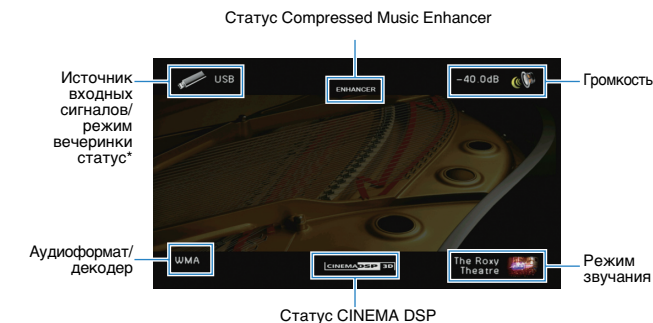 Статус Compressed Music Enhancer
Источник
входных
сигналов/
режим
вечеринки
статус*
USB
ENHANCER
-40.0dB
Громкость
Аудиоформат/
декодер
WMA
CINEMA DSP 3D
The Roxy
Theatre
Режим
звучания
Статус CINEMA DSP